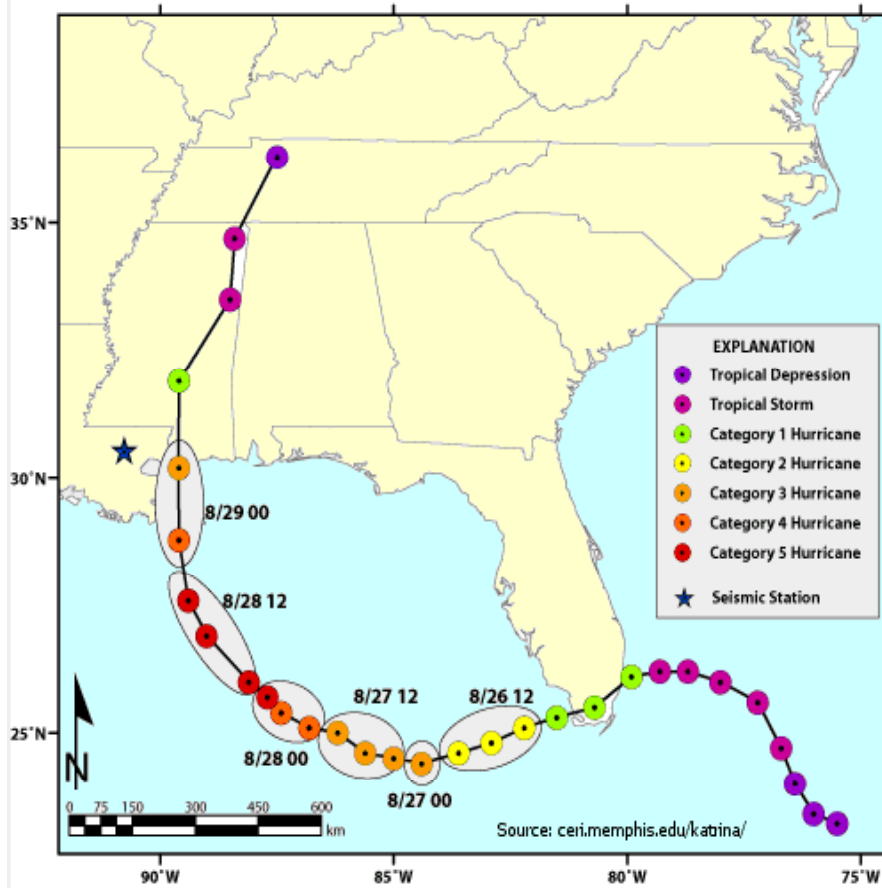 35°N
EXPLANATION
Tropical Depression
Tropical Storm
Category 1 Hurricane
30°N
Category 2 Hurricane
Category 3 Hurricane
8/29 00
Category 4 Hurricane
Category 5 Hurricane
8/28 12
Seismic Station
25°N
8/27 12
8/26 12
8/28 00
N
8/27 00
0 75 150 300 450 600
km
Source: ceri.memphis.edu/katrina/
90°W 85°W 80°W 75°W